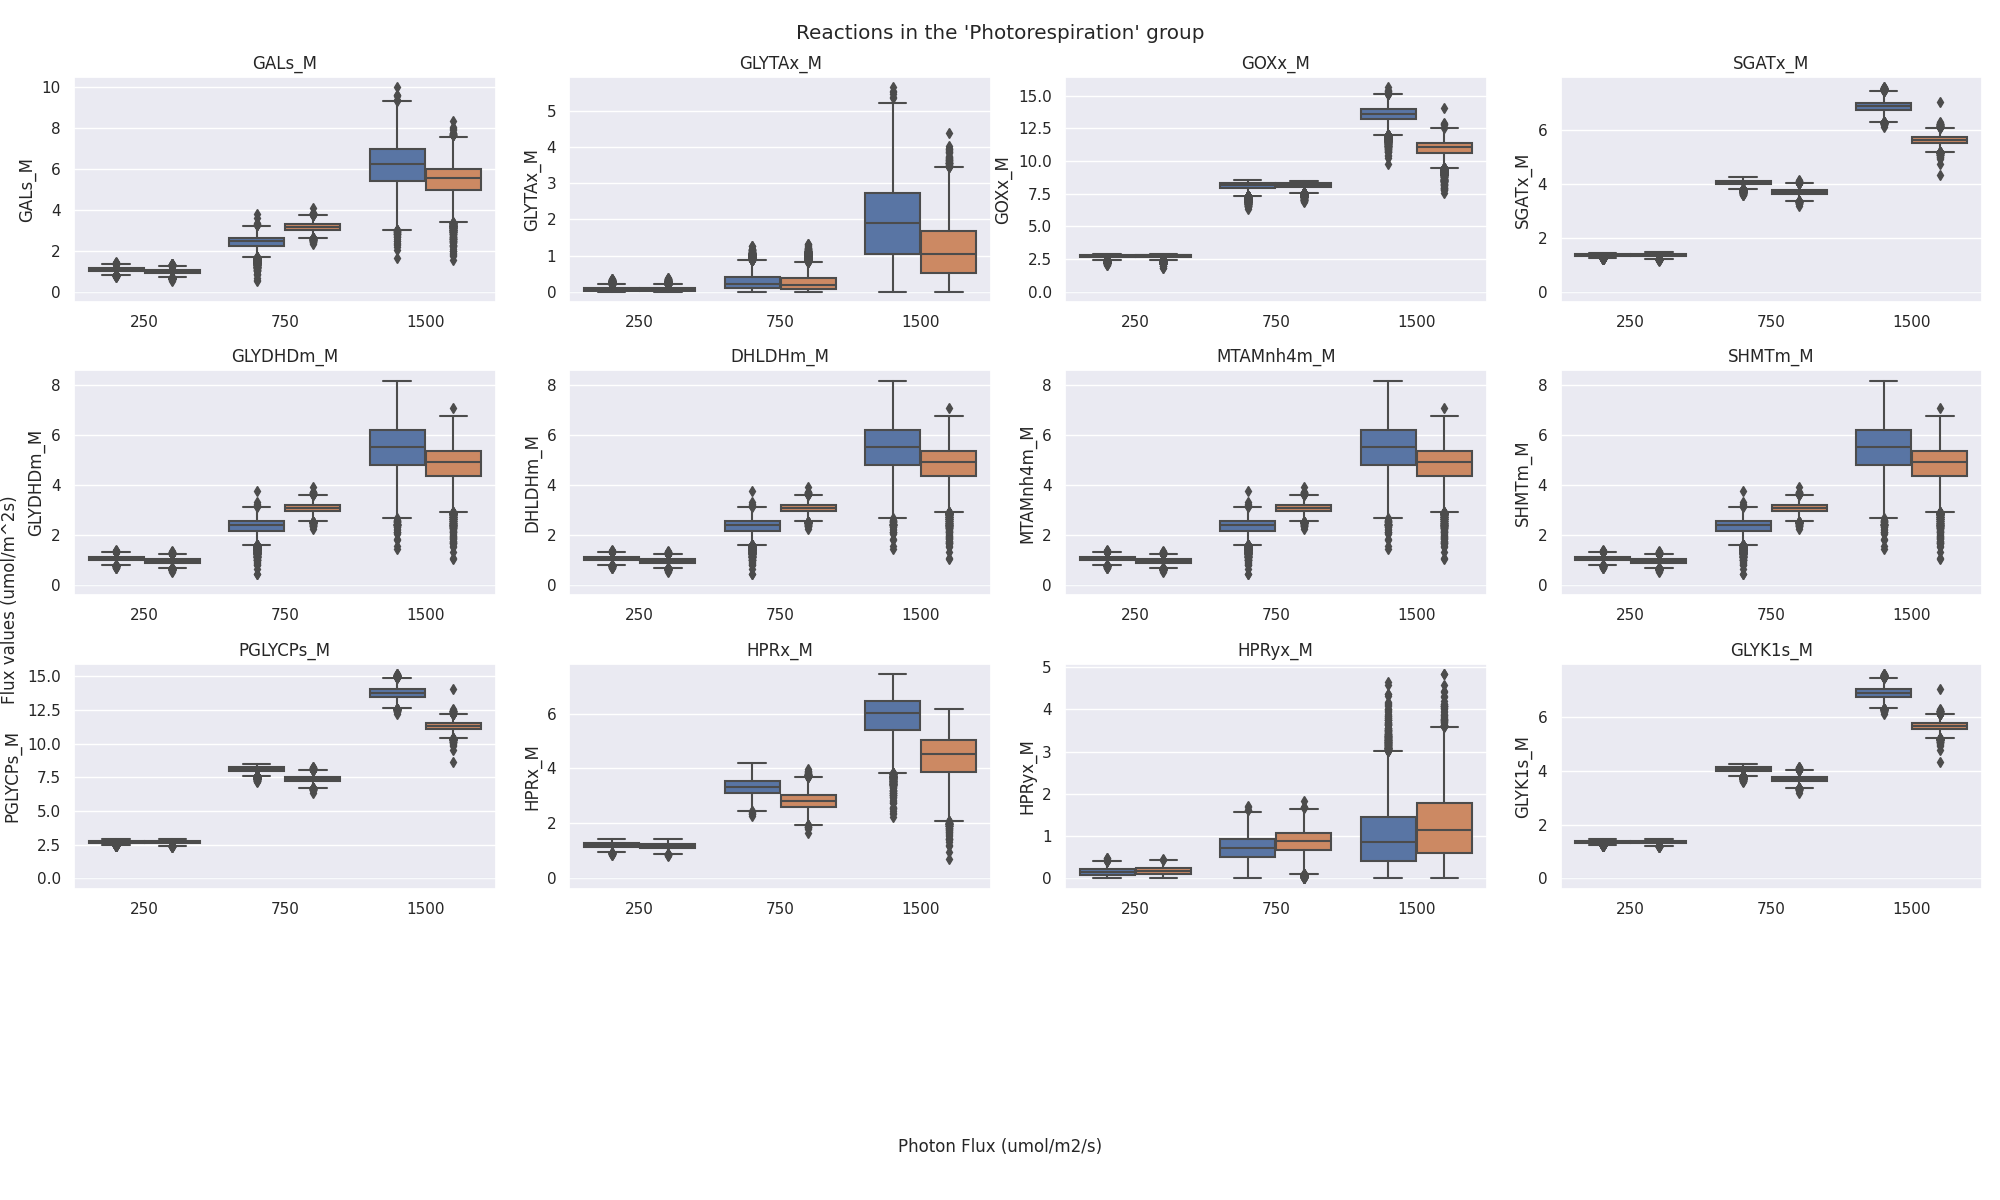 Reactions in the 'Photorespiration' group
GALs_M
GALs_M
10
8
6
4
2
0
250 750 1500
GLYTAx_M
GLYTAx_M
5
4
3
2
1
0
250 750 1500
GOXx_M
GOXx_M
15.0
12.5
10.0
7.5
5.0
2.5
0.0
250 750 1500
SGATx_M
SGATx_M
6
4
2
0
250 750 1500
Flux values (umol/m^2s)
GLYDHDm_M
GLYDHDm_M
8
6
4
2
0
250 750 1500
DHLDHm_M
DHLDHm_M
8
6
4
2
0
250 750 1500
MTAMnh4m_M
MTAMnh4m_M
8
6
4
2
0
250 750 1500
SHMTm_M
SHMTm_M
8
6
4
2
0
250 750 1500
PGLYCPs_M
PGLYCPs_M
15.0
12.5
10.0
7.5
5.0
2.5
0.0
250 750 1500
HPRx_M
HPRx_M
6
4
2
0
250 750 1500
HPRyx_M
HPRyx_M
5
4
3
2
1
0
250 750 1500
GLYK1s_M
GLYK1s_M
6
4
2
0
250 750 1500
Photon Flux (umol/m2/s)